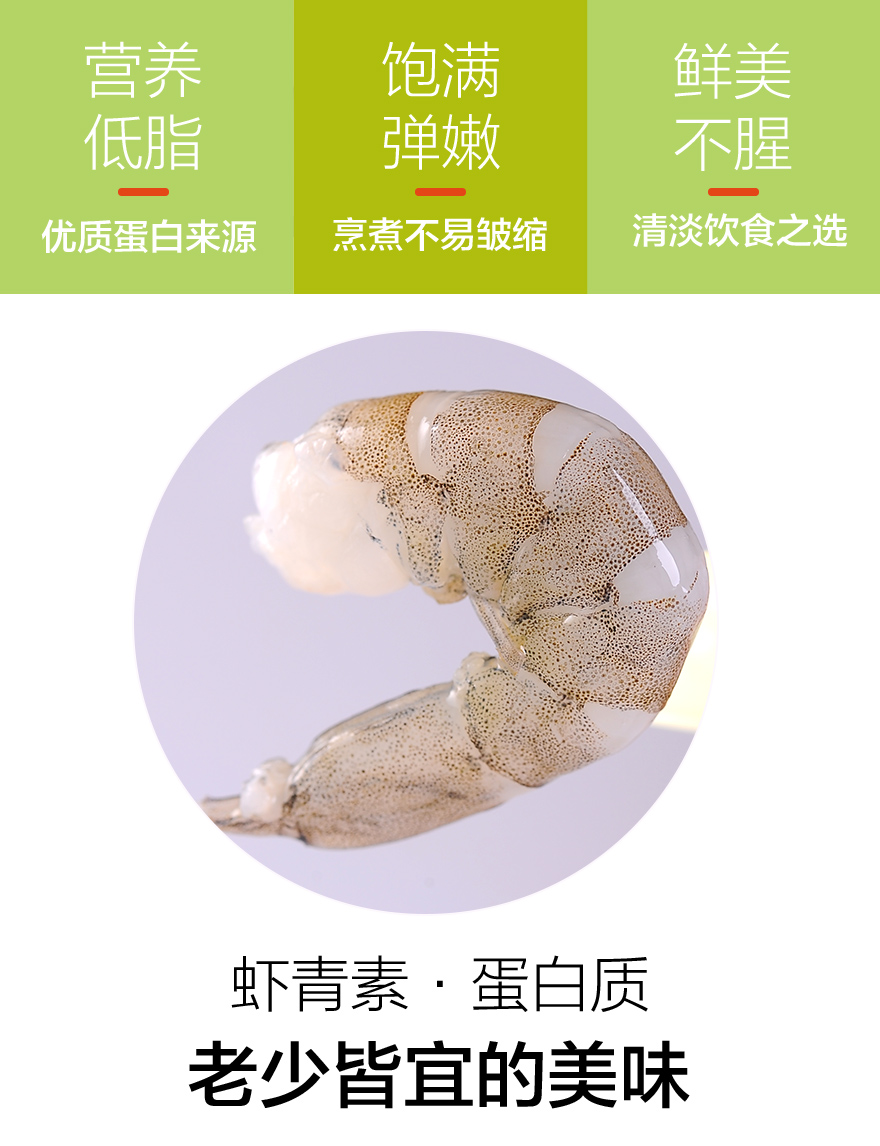 营养
低脂
优质蛋白来源
饱满
弹嫩
烹煮不易皱缩
鲜美
不腥
清淡饮食之选
虾青素·蛋白质
老少皆宜的美味